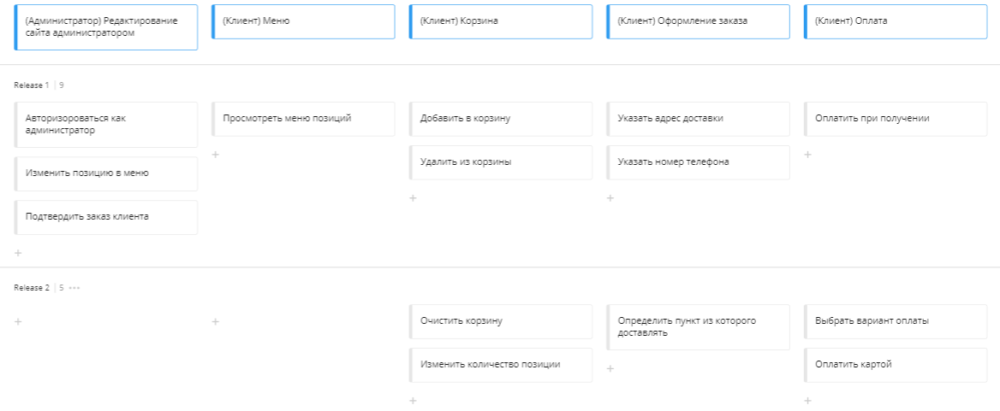 (Администратор) Редактирование
сайта администратором
(Клиент) Меню
(Клиент) Корзина
(Клиент) Оформление заказа
(Клиент) Оплата
Release 1 | 9
Авторизороваться как
администратор
Просмотреть меню позиций
Добавить в корзину
Указать адрес доставки
Оплатить при получении
Изменить позицию в меню
Удалить из корзины
Указать номер телефона
Подтвердить заказ клиента
Release 2 | 5
Очистить корзину
Определить пункт из которого
доставлять
Выбрать вариант оплаты
Изменить количество позиции
Оплатить картой